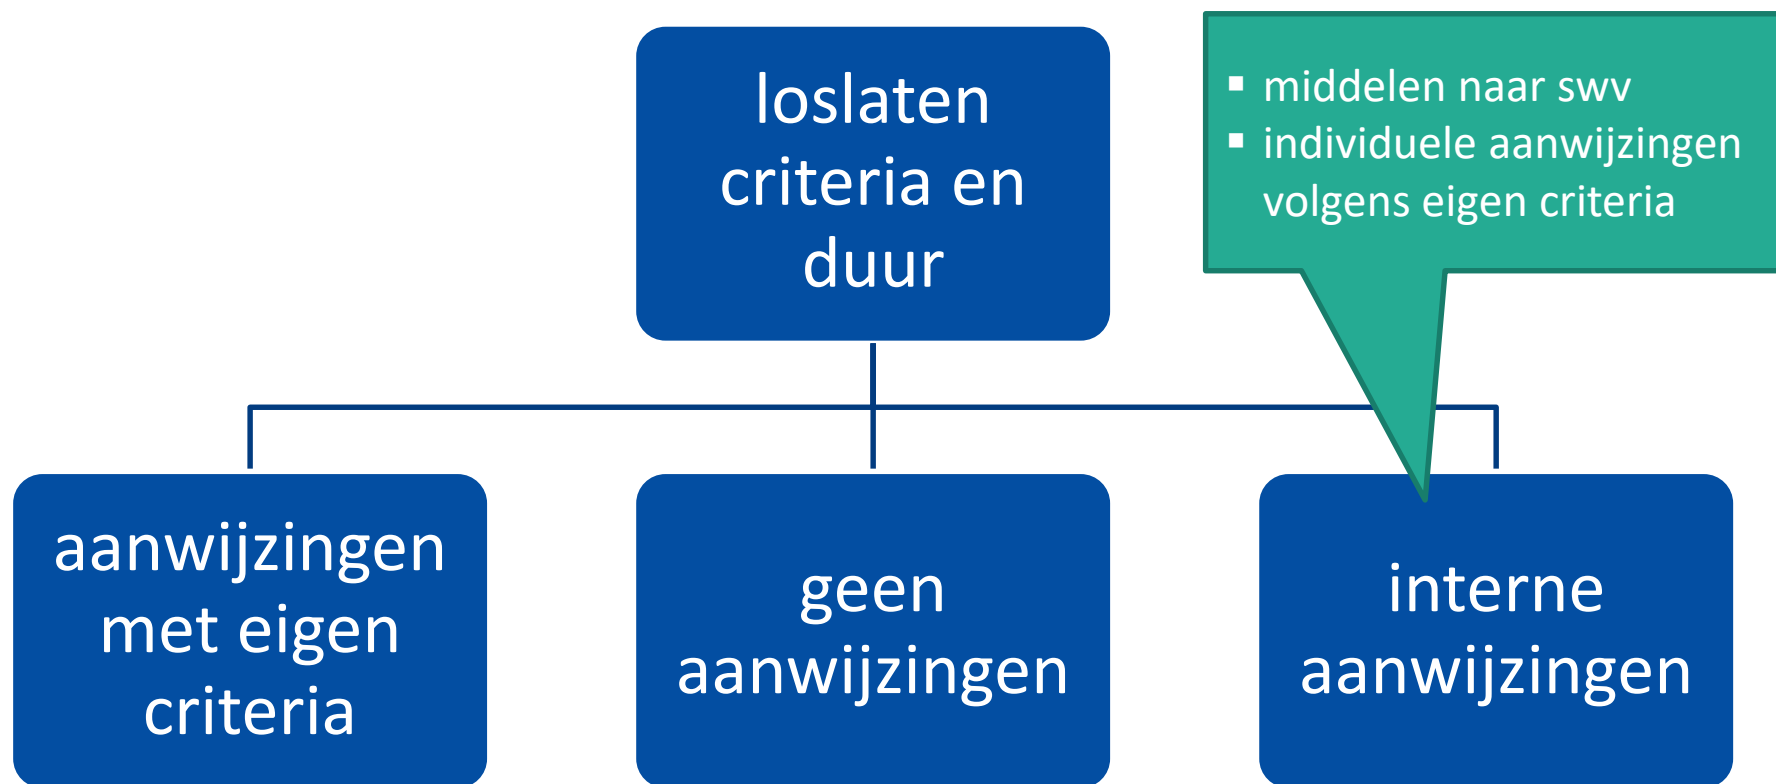 loslaten
criteria en
duur
▪ middelen naar swv
▪ individuele aanwijzingen
volgens eigen criteria
aanwijzingen
met eigen
criteria
geen
aanwijzingen
interne
aanwijzingen